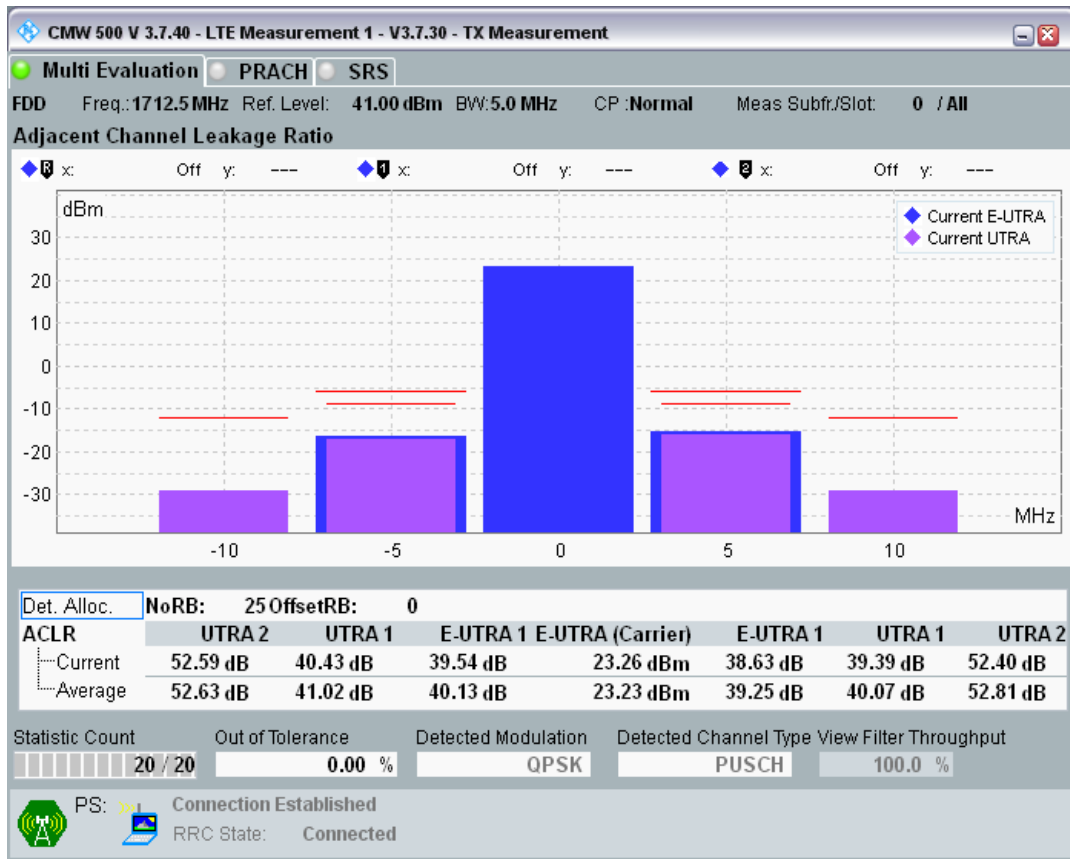 CMW 500 V 3.7.40 - LTE Measurement 1 - V3.7.30 - TX Measurement
Multi Evaluation PRACH SRS
FDD Freq.:1712.5 MHz Ref. Level: 41.00 dBm BW:5.0 MHz CP :Normal Meas Subfr./Slot: 0 / All
Adjacent Channel Leakage Ratio
R x: Off y: --- 1 x: Off y: --- 2 x: Off y: ---
dBm
Current E-UTRA
Current UTRA
30
20
10
0
-10
-20
-30
MHz
-10 -5 0 5 10
Det. Alloc. NoRB: 25 OffsetRB: 0
ACLR UTRA 2 UTRA 1 E-UTRA 1 E-UTRA (Carrier) E-UTRA 1 UTRA 1 UTRA 2
Current 52.59 dB 40.43 dB 39.54 dB 23.26 dBm 38.63 dB 39.39 dB 52.40 dB
Average 52.63 dB 41.02 dB 40.13 dB 23.23 dBm 39.25 dB 40.07 dB 52.81 dB
Statistic Count Out of Tolerance Detected Modulation Detected Channel Type View Filter Throughput
20 / 20 0.00 % QPSK PUSCH 100.0 %
PS: Connection Established
RRC State: Connected